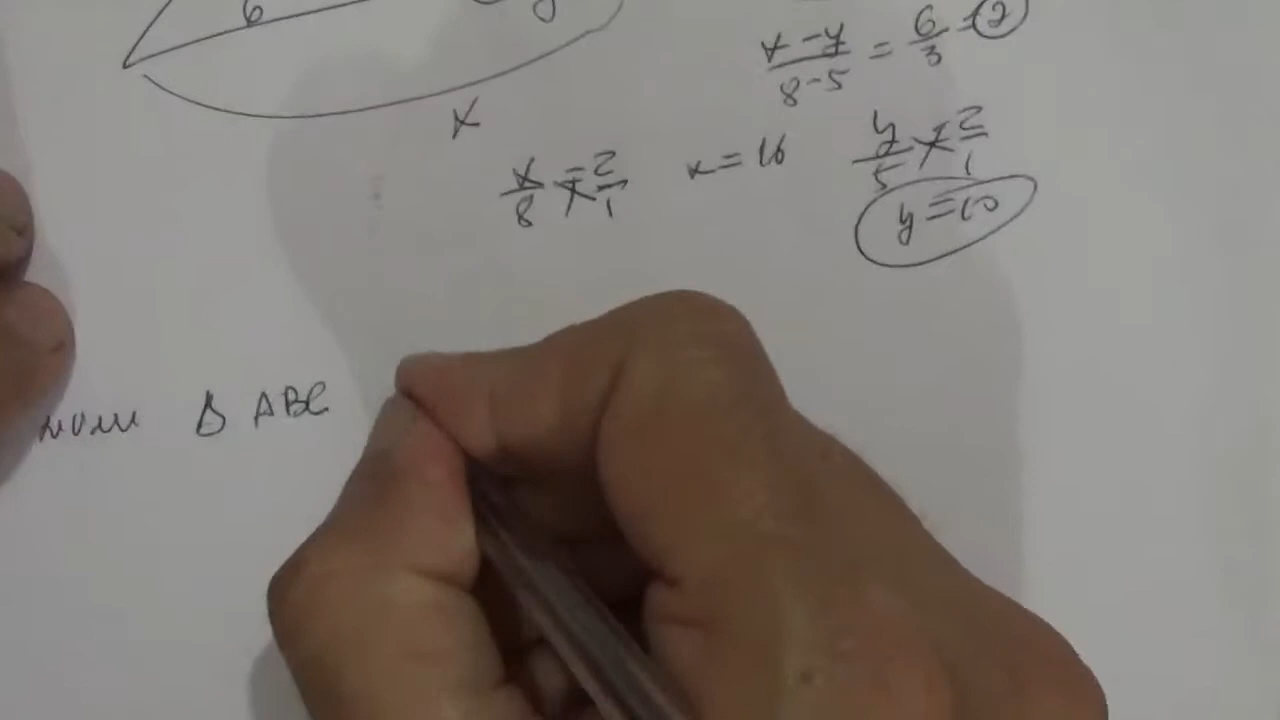 6 y
x
x-y/8-5 = 6/3 = 2
x/8 = 2/1 x = 16 y/5 = 2/1
y = 10
Δ ABC